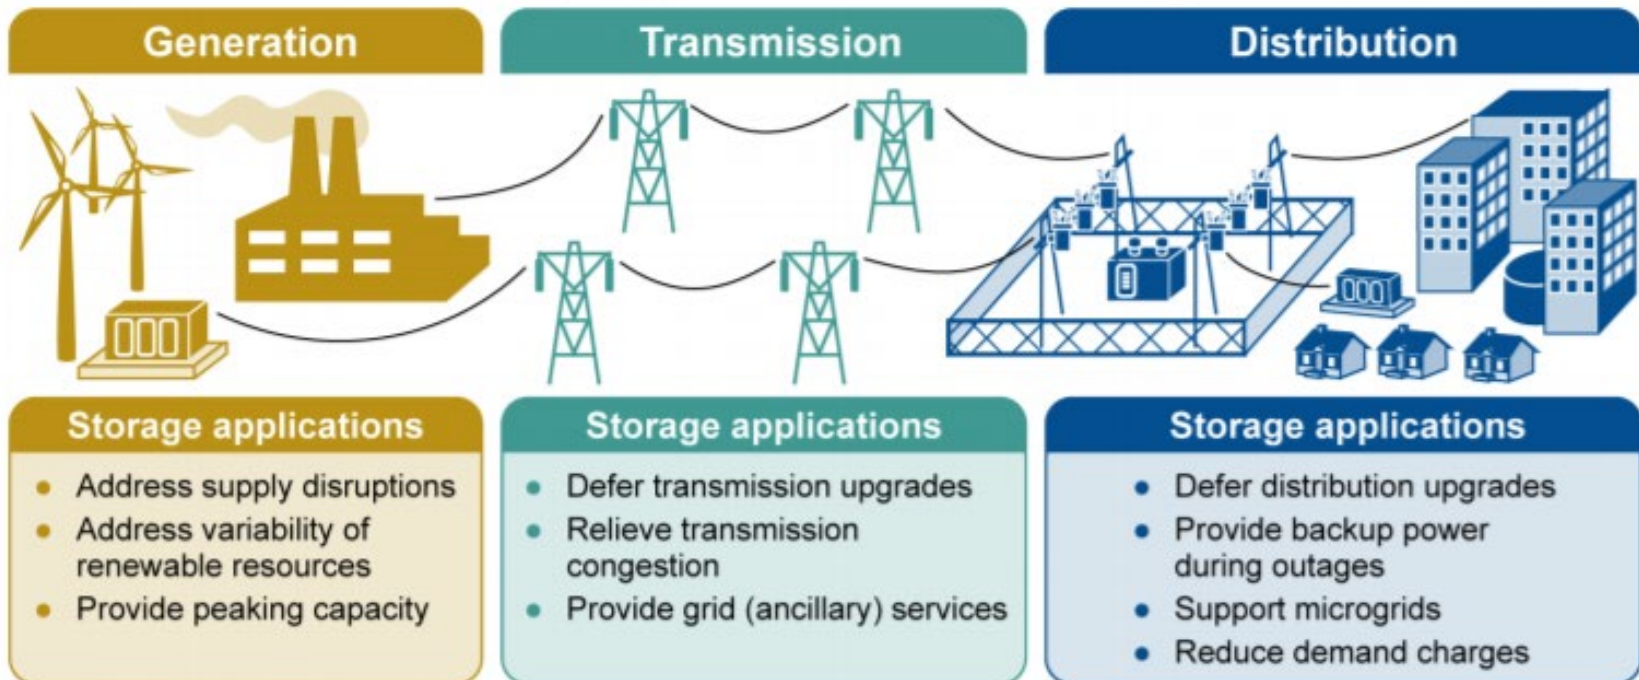 Generation
Transmission
Distribution
Storage applications
• Address supply disruptions
• Address variability of
renewable resources
• Provide peaking capacity
Storage applications
• Defer transmission upgrades
• Relieve transmission
congestion
• Provide grid (ancillary) services
Storage applications
• Defer distribution upgrades
• Provide backup power
during outages
• Support microgrids
• Reduce demand charges